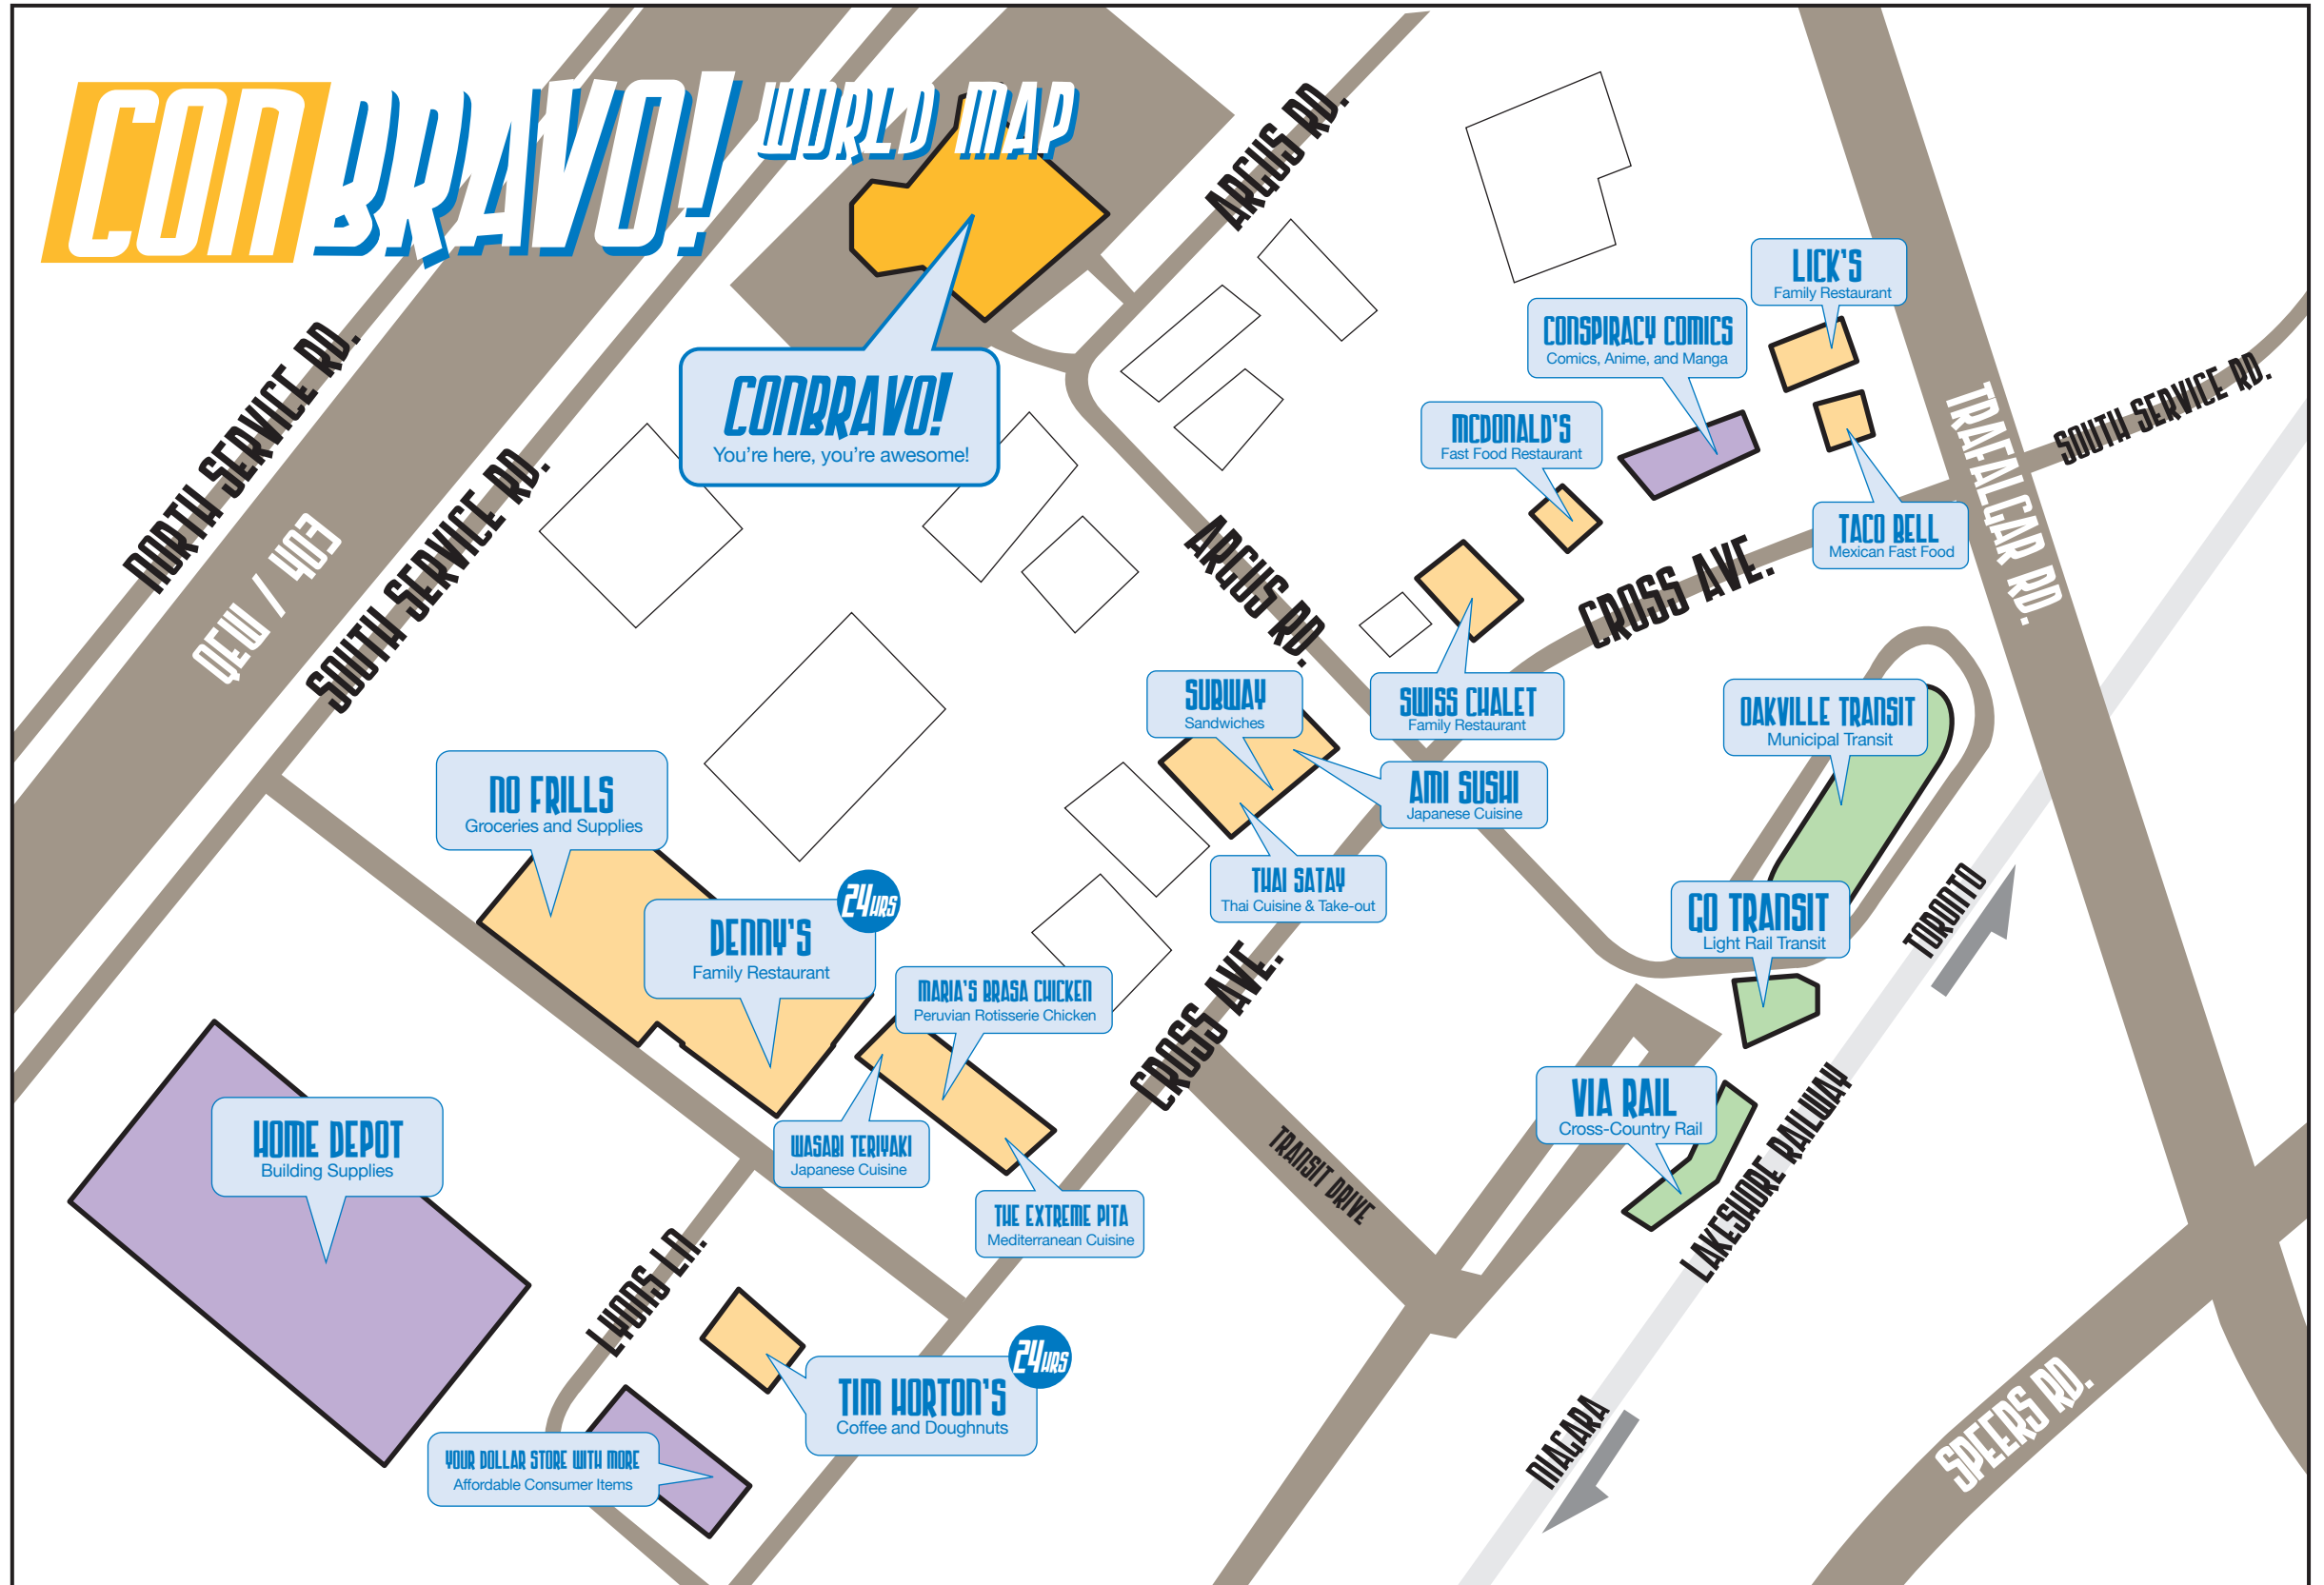 CONBRAVO! WORLD MAP
ARGUS RD.
LICK'S
Family Restaurant
CONSPIRACY COMICS
Comics, Anime, and Manga
NORTH SERVICE RD.
CONBRAVO!
You're here, you're awesome!
MCDONALD'S
Fast Food Restaurant
SOUTH SERVICE RD.
TRAFALGAR RD.
QEW / 403
SOUTH SERVICE RD.
ARGUS RD.
TACO BELL
Mexican Fast Food
CROSS AVE.
SUBWAY
Sandwiches
SWISS CHALET
Family Restaurant
OAKVILLE TRANSIT
Municipal Transit
NO FRILLS
Groceries and Supplies
AMI SUSHI
Japanese Cuisine
THAI SATAY
Thai Cuisine & Take-out
24HRS
DENNY'S
Family Restaurant
GO TRANSIT
Light Rail Transit
TORONTO
MARIA'S BRASA CHICKEN
Peruvian Rotisserie Chicken
CROSS AVE.
HOME DEPOT
Building Supplies
WASABI TERIYAKI
Japanese Cuisine
TRANSIT DRIVE
VIA RAIL
Cross-Country Rail
LAKESHORE RAILWAY
THE EXTREME PITA
Mediterranean Cuisine
LYONS LN.
24HRS
TIM HORTON'S
Coffee and Doughnuts
YOUR DOLLAR STORE WITH MORE
Affordable Consumer Items
NIAGARA
SPEERS RD.